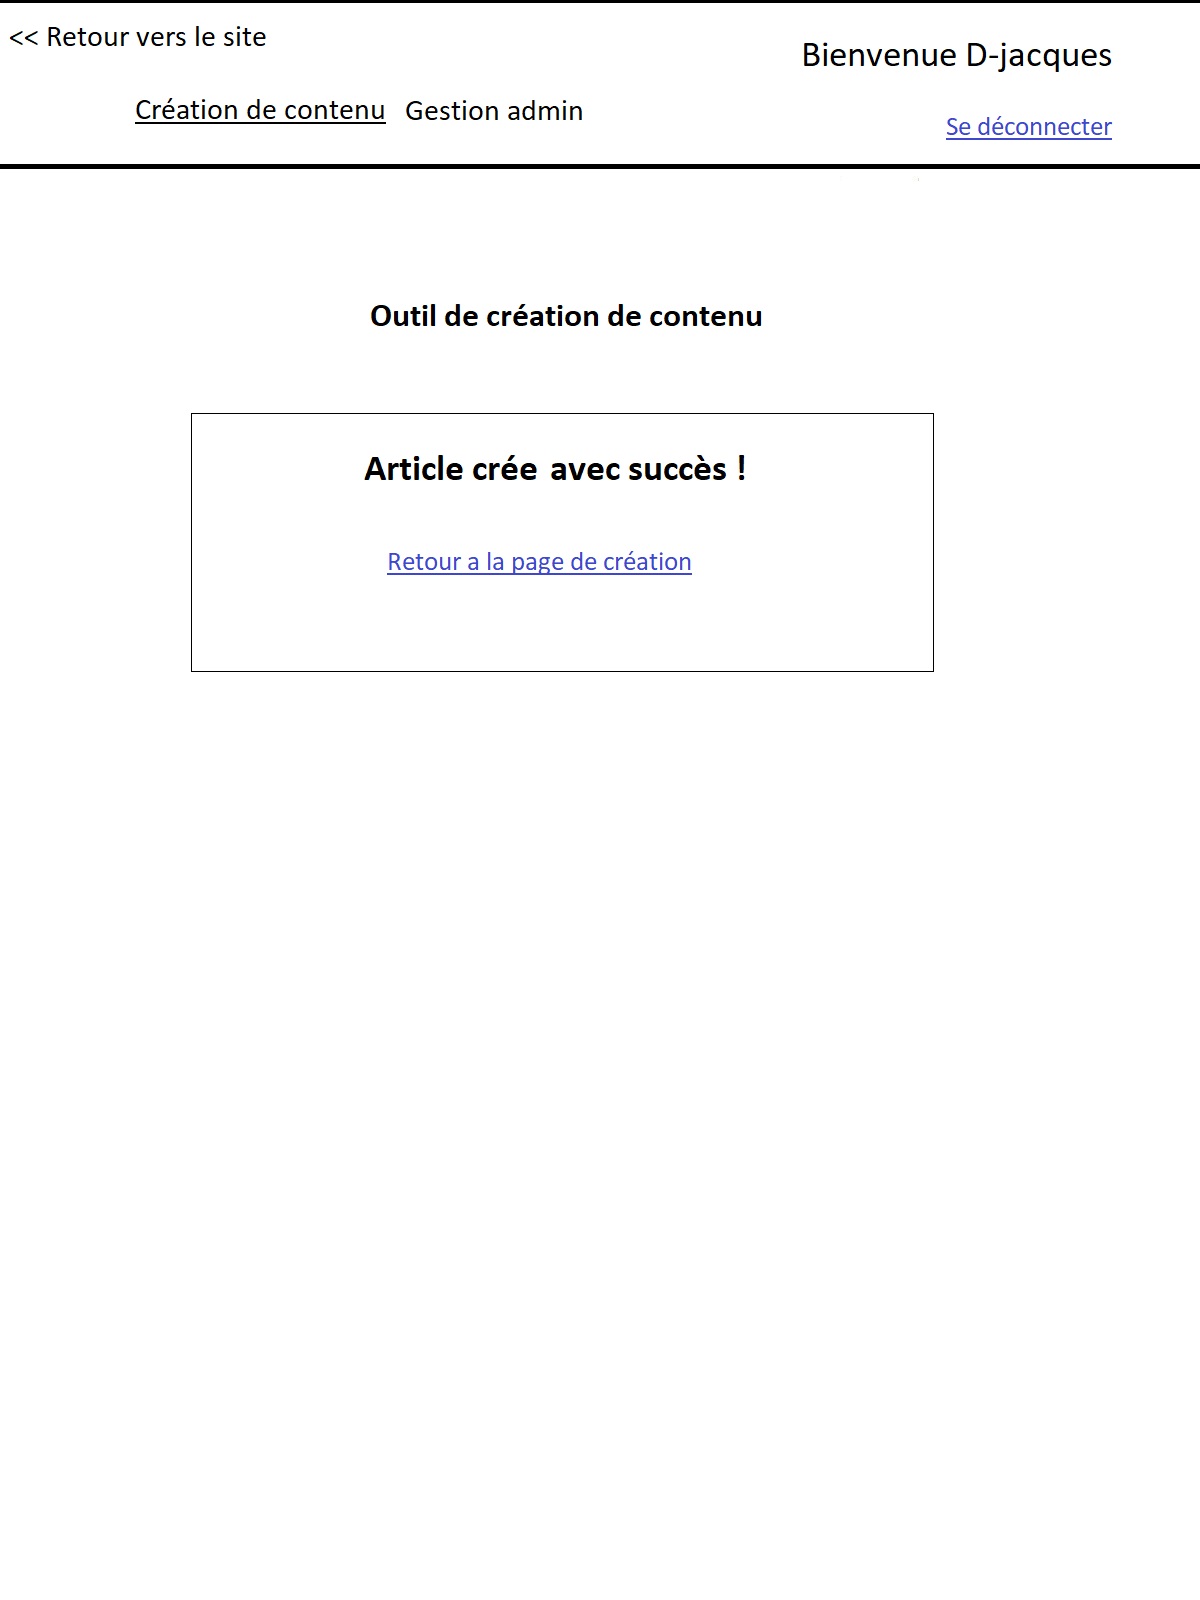 << Retour vers le site
Bienvenue D-jacques
Création de contenu Gestion admin
Se déconnecter
Outil de création de contenu
Article crée avec succès !
Retour a la page de création